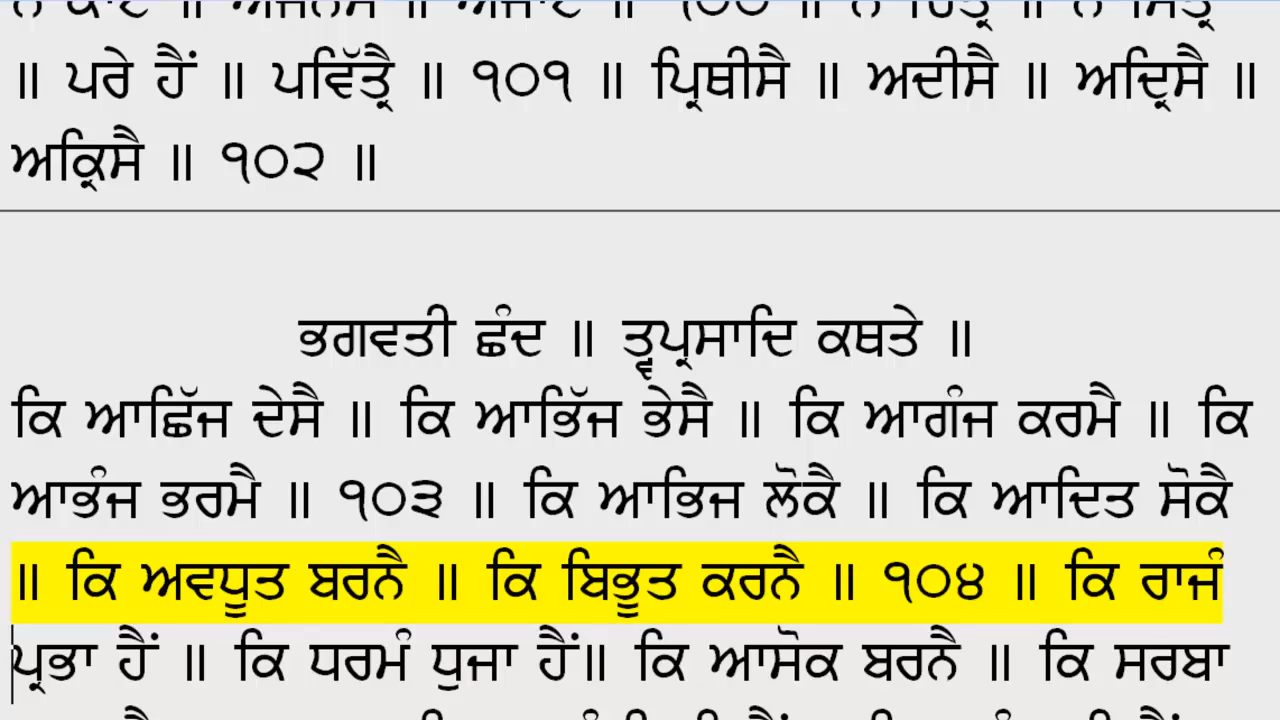 ॥ ਪਰੇ ਹੈਂ ॥ ਪਵਿੱਤ੍ਰੈ ॥ ੧੦੧ ॥ ਪ੍ਰਿਥੀਸੈ ॥ ਅਦੀਸੈ ॥ ਅਦ੍ਰਿਸੈ ॥
ਅਕ੍ਰਿਸੈ ॥ ੧੦੨ ॥
ਭਗਵਤੀ ਛੰਦ ॥ ਤ੍ਵਪ੍ਰਸਾਦਿ ਕਥਤੇ ॥
ਕਿ ਆਛਿੱਜ ਦੇਸੈ ॥ ਕਿ ਆਭਿੱਜ ਭੇਸੈ ॥ ਕਿ ਆਗੰਜ ਕਰਮੈ ॥ ਕਿ
ਆਭੰਜ ਭਰਮੈ ॥ ੧੦੩ ॥ ਕਿ ਆਭਿਜ ਲੋਕੈ ॥ ਕਿ ਆਦਿਤ ਸੋਕੈ
॥ ਕਿ ਅਵਧੂਤ ਬਰਨੈ ॥ ਕਿ ਬਿਭੂਤ ਕਰਨੈ ॥ ੧੦੪ ॥ ਕਿ ਰਾਜੰ
ਪ੍ਰਭਾ ਹੈਂ ॥ ਕਿ ਧਰਮੰ ਧੁਜਾ ਹੈਂ॥ ਕਿ ਆਸੋਕ ਬਰਨੈ ॥ ਕਿ ਸਰਬਾ